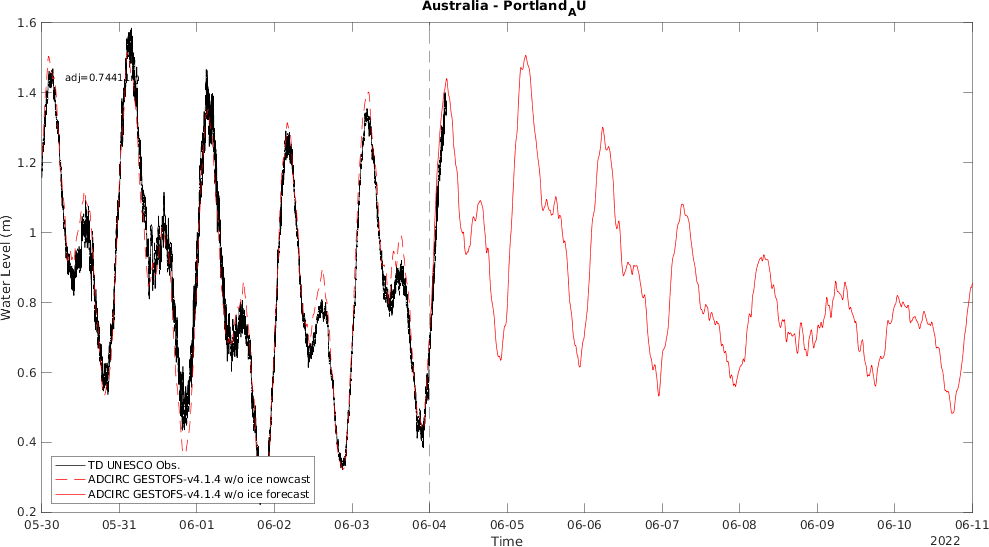 Australia - Portland_AU
1.6
1.4
1.2
1
0.8
0.6
0.4
0.2
Water Level (m)
adj=0.7441
TD UNESCO Obs.
ADCIRC GESTOFS-v4.1.4 w/o ice nowcast
ADCIRC GESTOFS-v4.1.4 w/o ice forecast
05-30 05-31 06-01 06-02 06-03 06-04 06-05 06-06 06-07 06-08 06-09 06-10 06-11
Time
2022